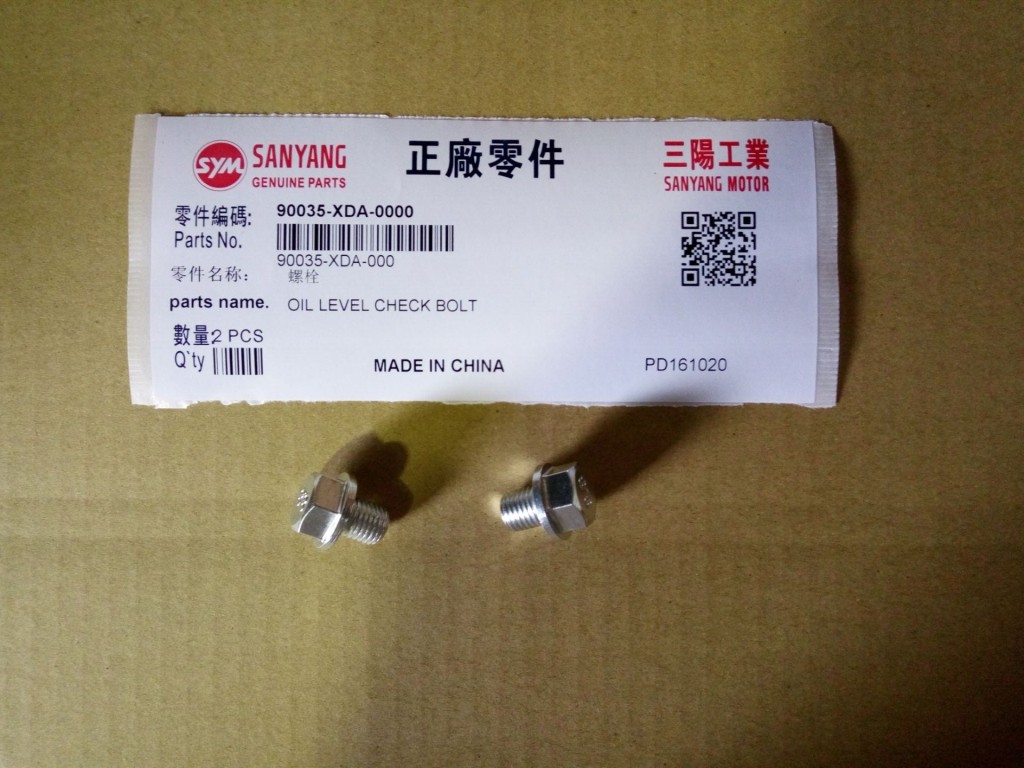 SYM SANYANG
GENUINE PARTS
正廠零件
三陽工業
SANYANG MOTOR
零件編碼: 90035-XDA-0000
Parts No.
90035-XDA-000
零件名称: 螺栓
parts name. OIL LEVEL CHECK BOLT
數量:2 PCS
Q`ty
MADE IN CHINA
PD161020